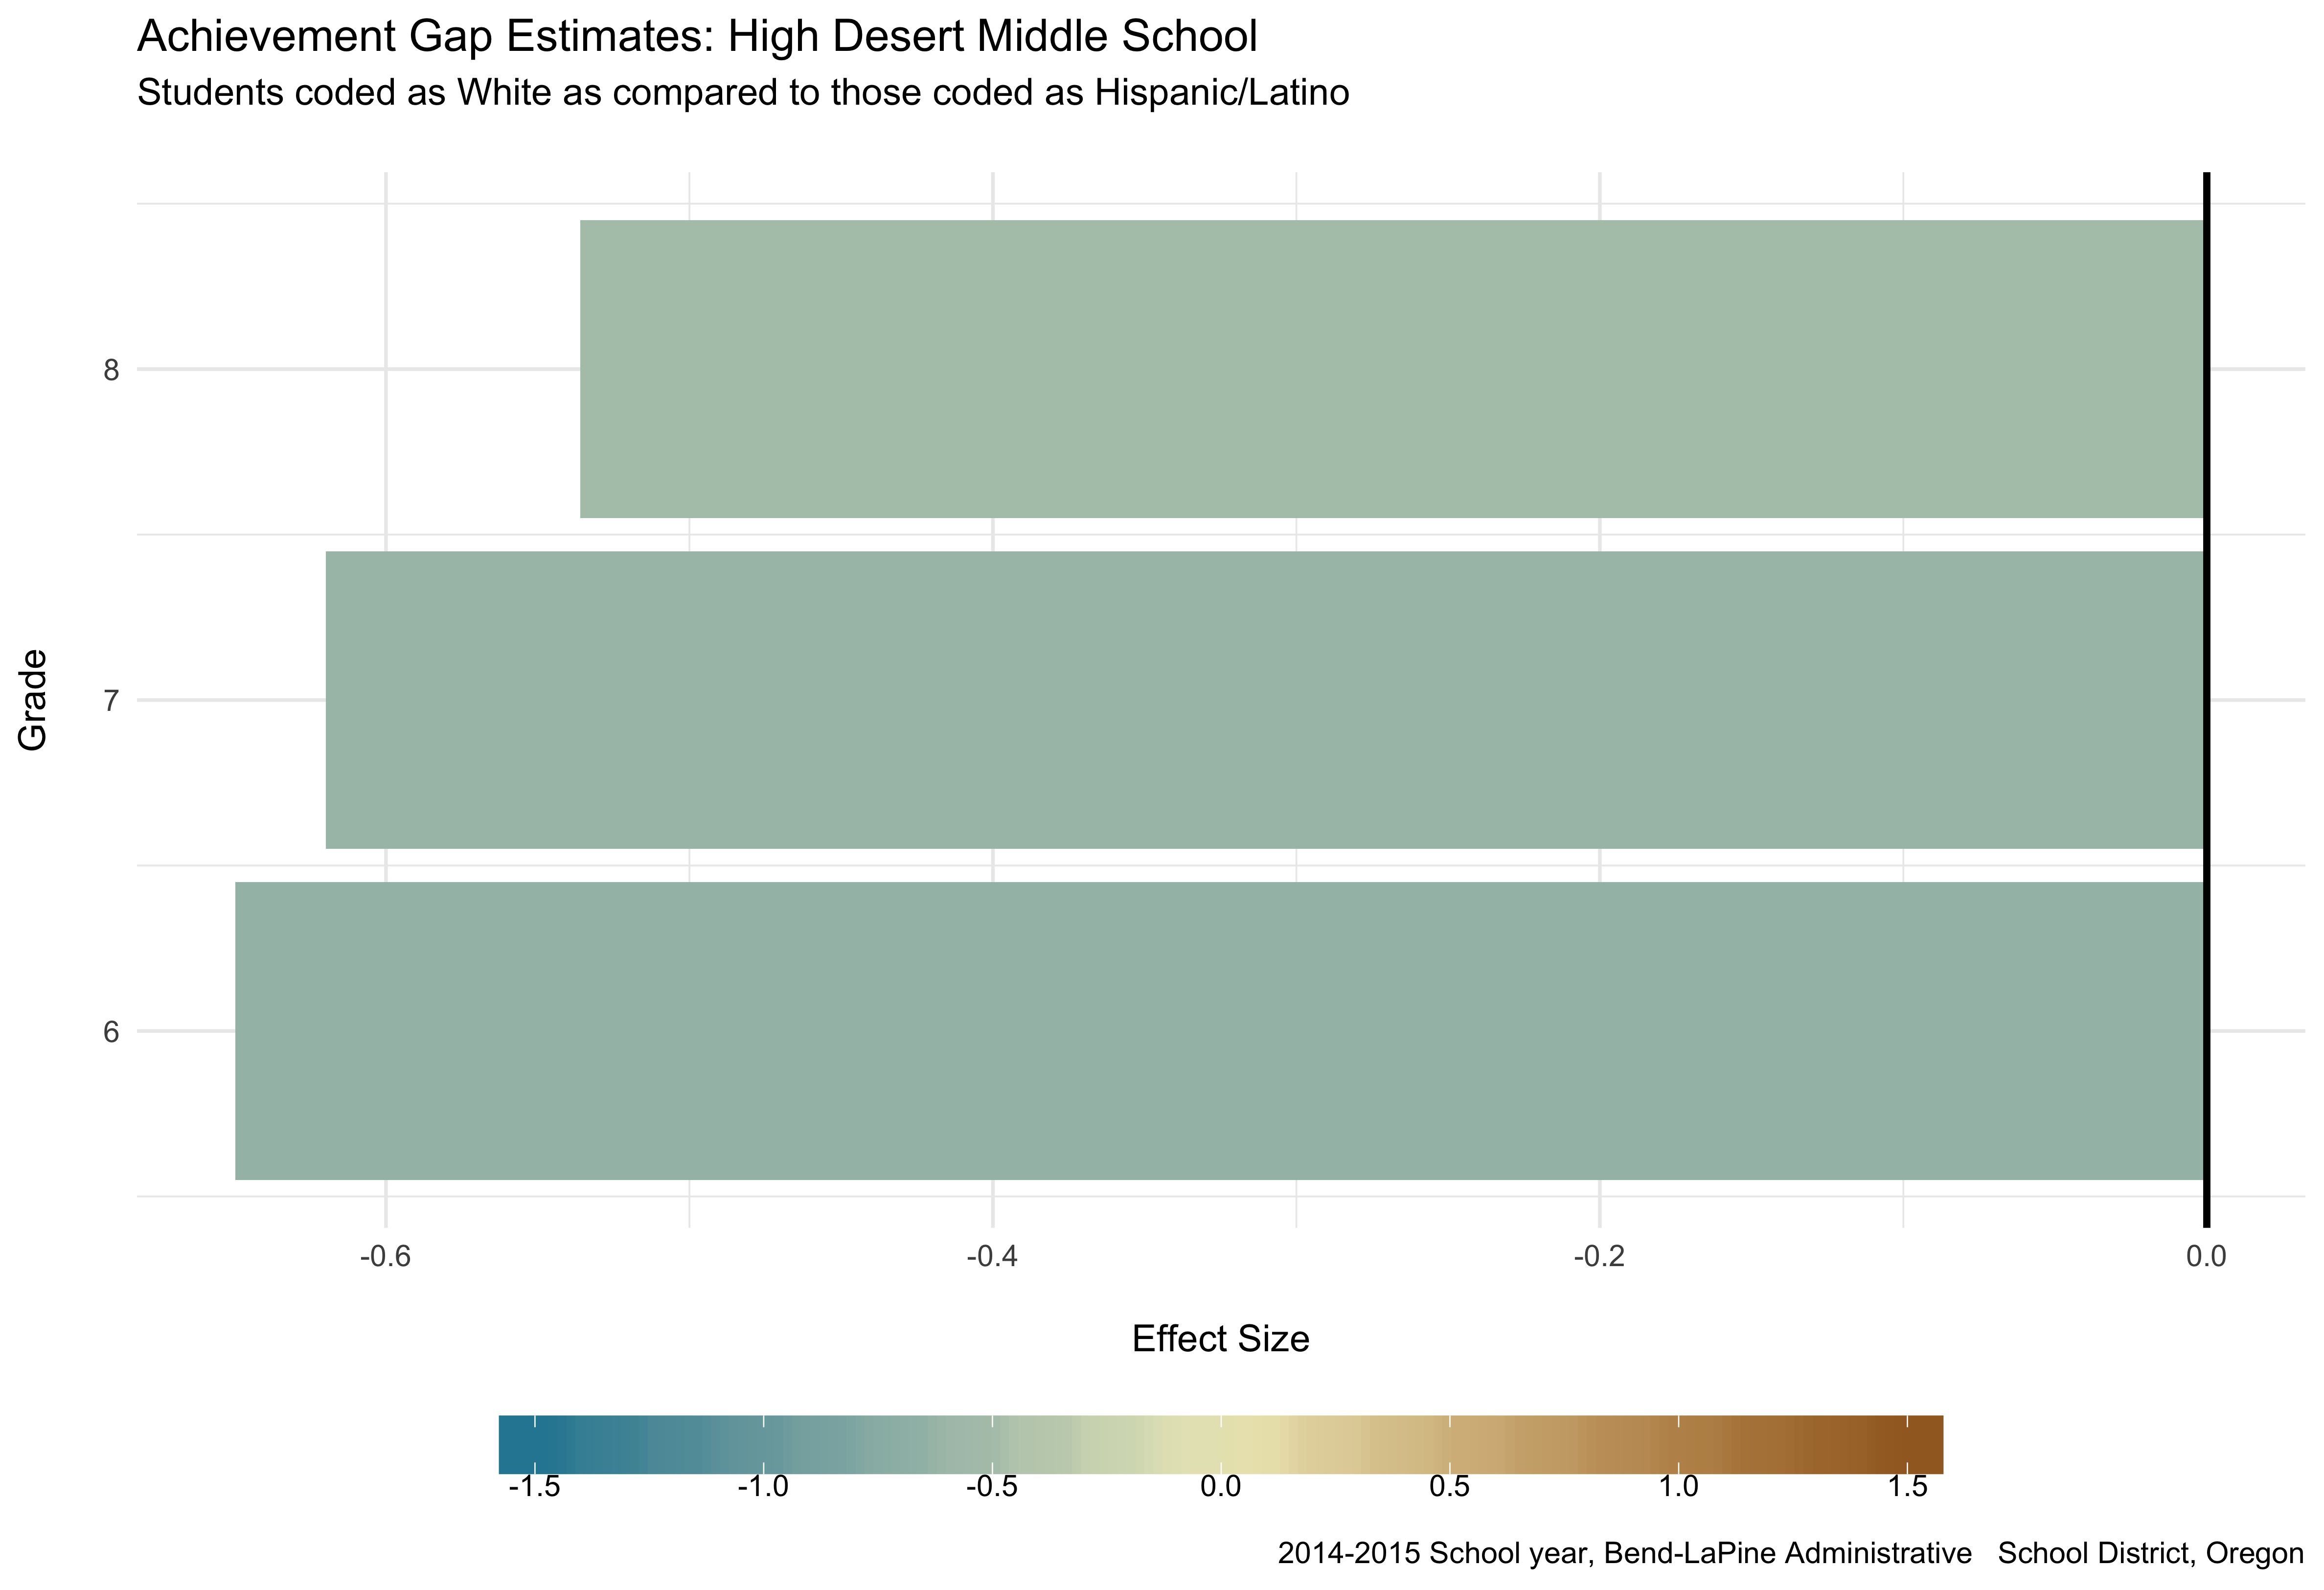 Achievement Gap Estimates: High Desert Middle School
Students coded as White as compared to those coded as Hispanic/Latino
8
7
6
Grade
-0.6 -0.4 -0.2 0.0
Effect Size
-1.5 -1.0 -0.5 0.0 0.5 1.0 1.5
2014-2015 School year, Bend-LaPine Administrative   School District, Oregon